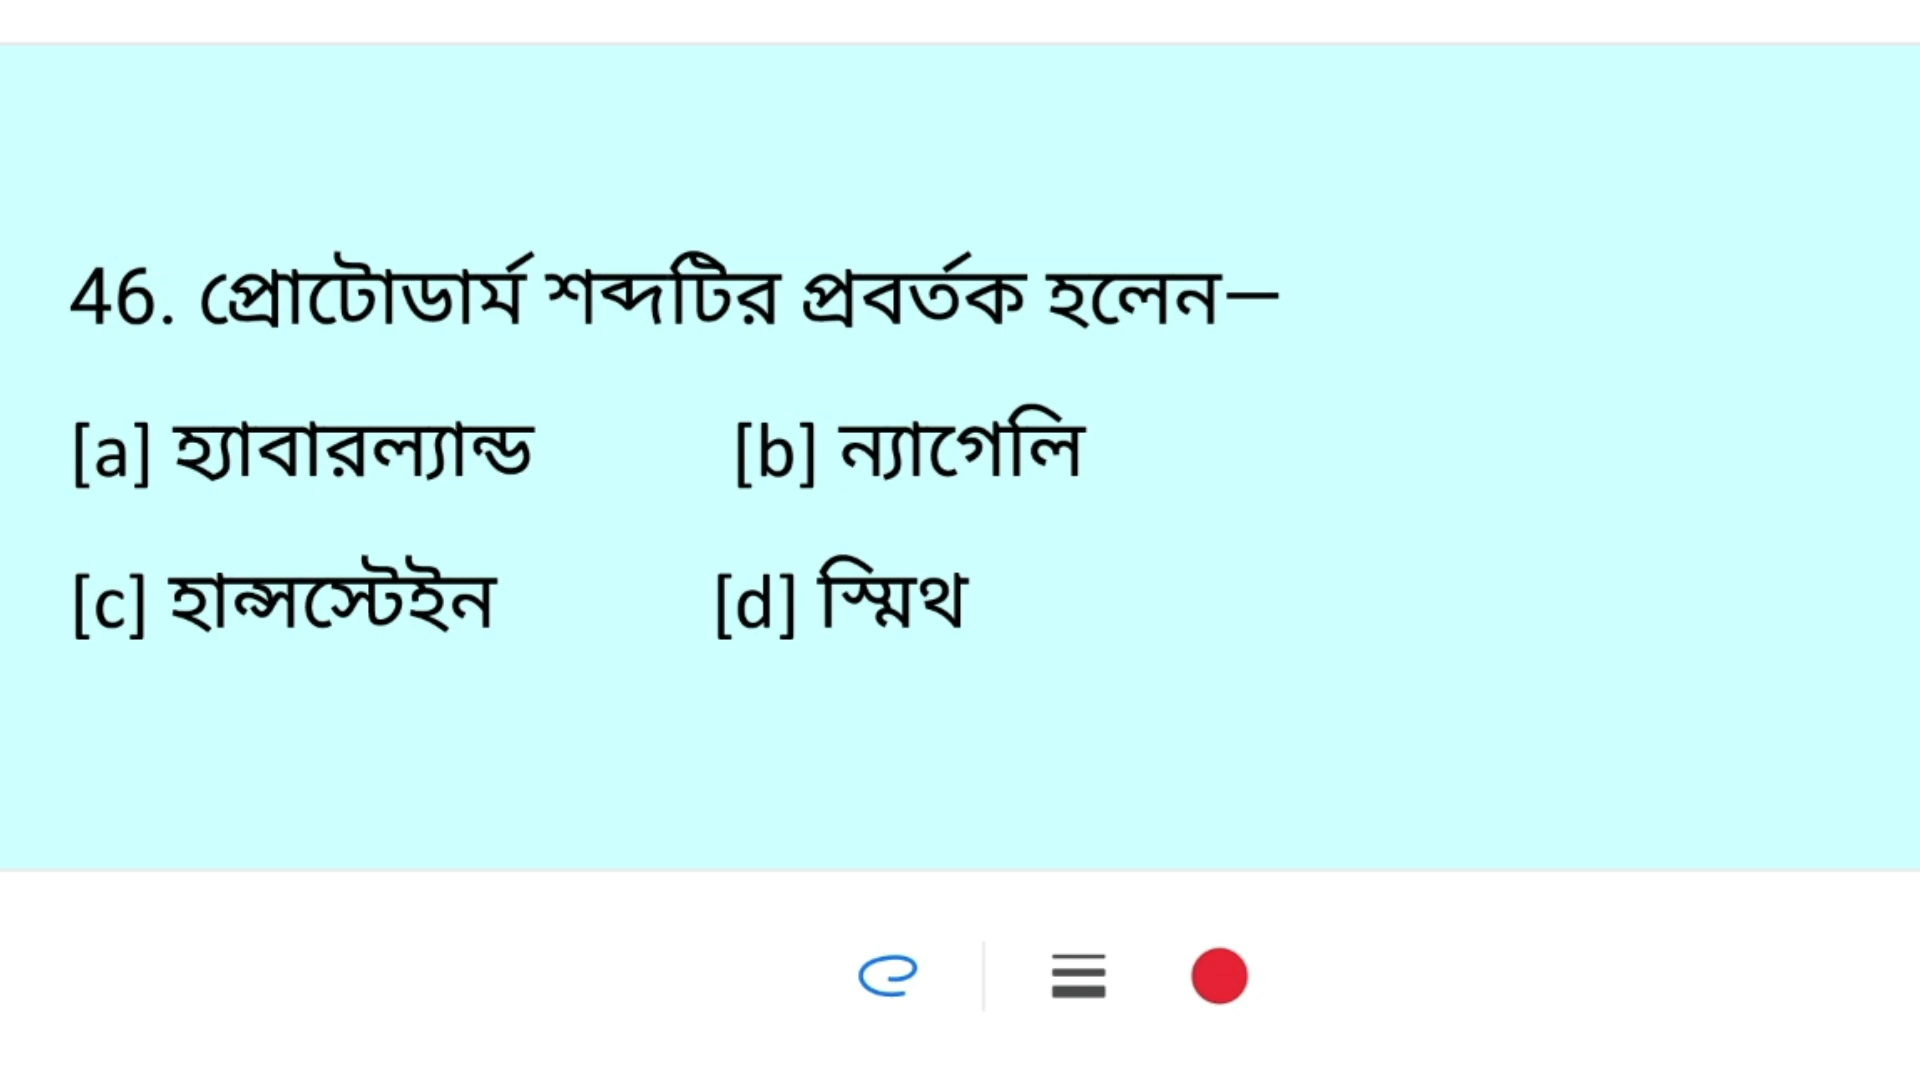 46. প্রোটোডার্ম শব্দটির প্রবর্তক হলেন—
[a] হ্যাবারল্যান্ড [b] ন্যাগেলি
[c] হান্সস্টেইন [d] স্মিথ